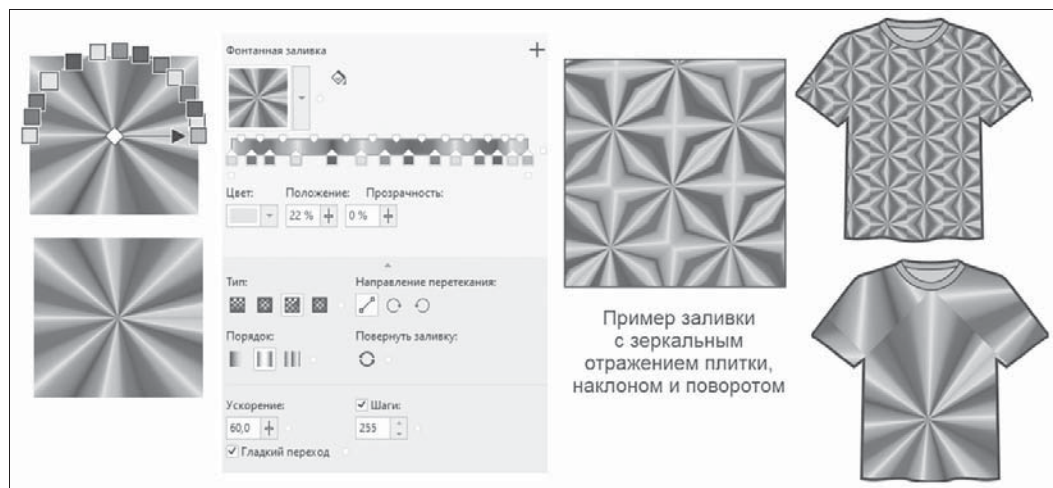 Фонтанная заливка
Цвет: Положение: Прозрачность:
22 % 0 %
Тип: Направление перетекания:
Порядок: Повернуть заливку:
Ускорение: Шаги:
60,0 255
Гладкий переход
Пример заливки
с зеркальным
отражением плитки,
наклоном и поворотом